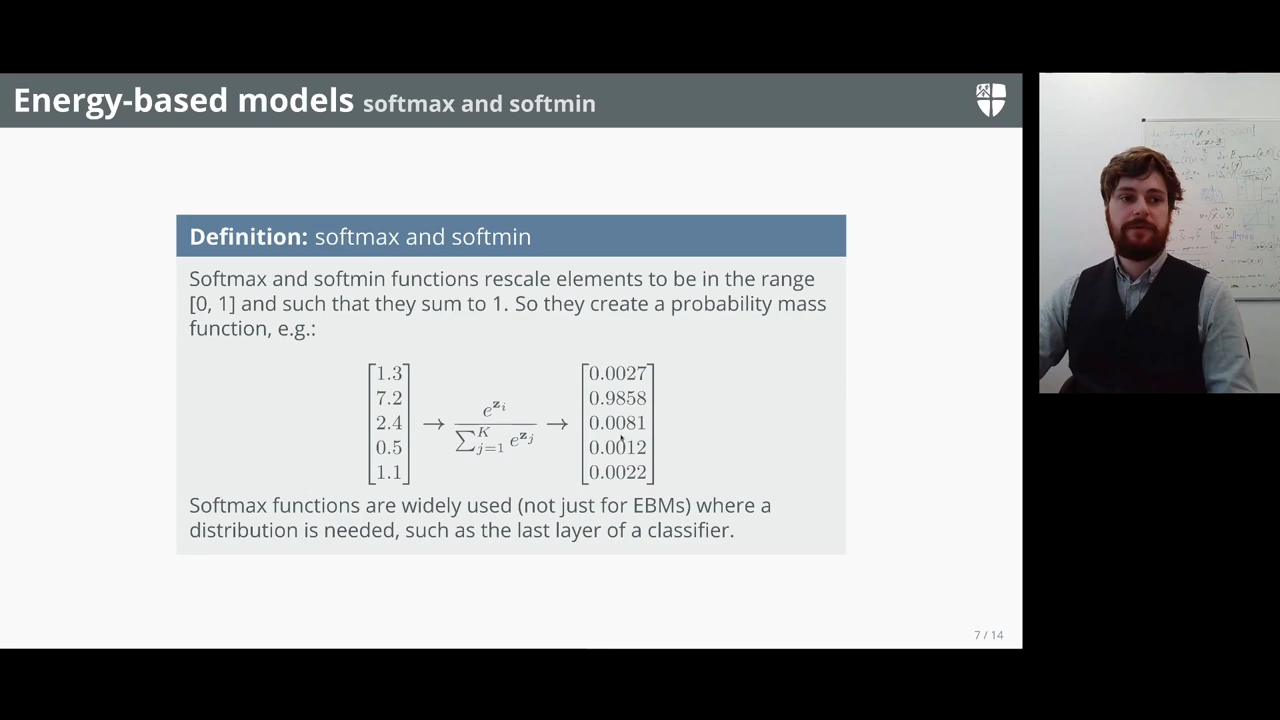 Energy-based models softmax and softmin
Definition: softmax and softmin
Softmax and softmin functions rescale elements to be in the range
[0, 1] and such that they sum to 1. So they create a probability mass
function, e.g.:
[1.3 7.2 2.4 0.5 1.1] → e^{z_i} / ∑_{j=1}^{K} e^{z_j} → [0.0027 0.9858 0.0081 0.0012 0.0022]
Softmax functions are widely used (not just for EBMs) where a
distribution is needed, such as the last layer of a classifier.
7 / 14